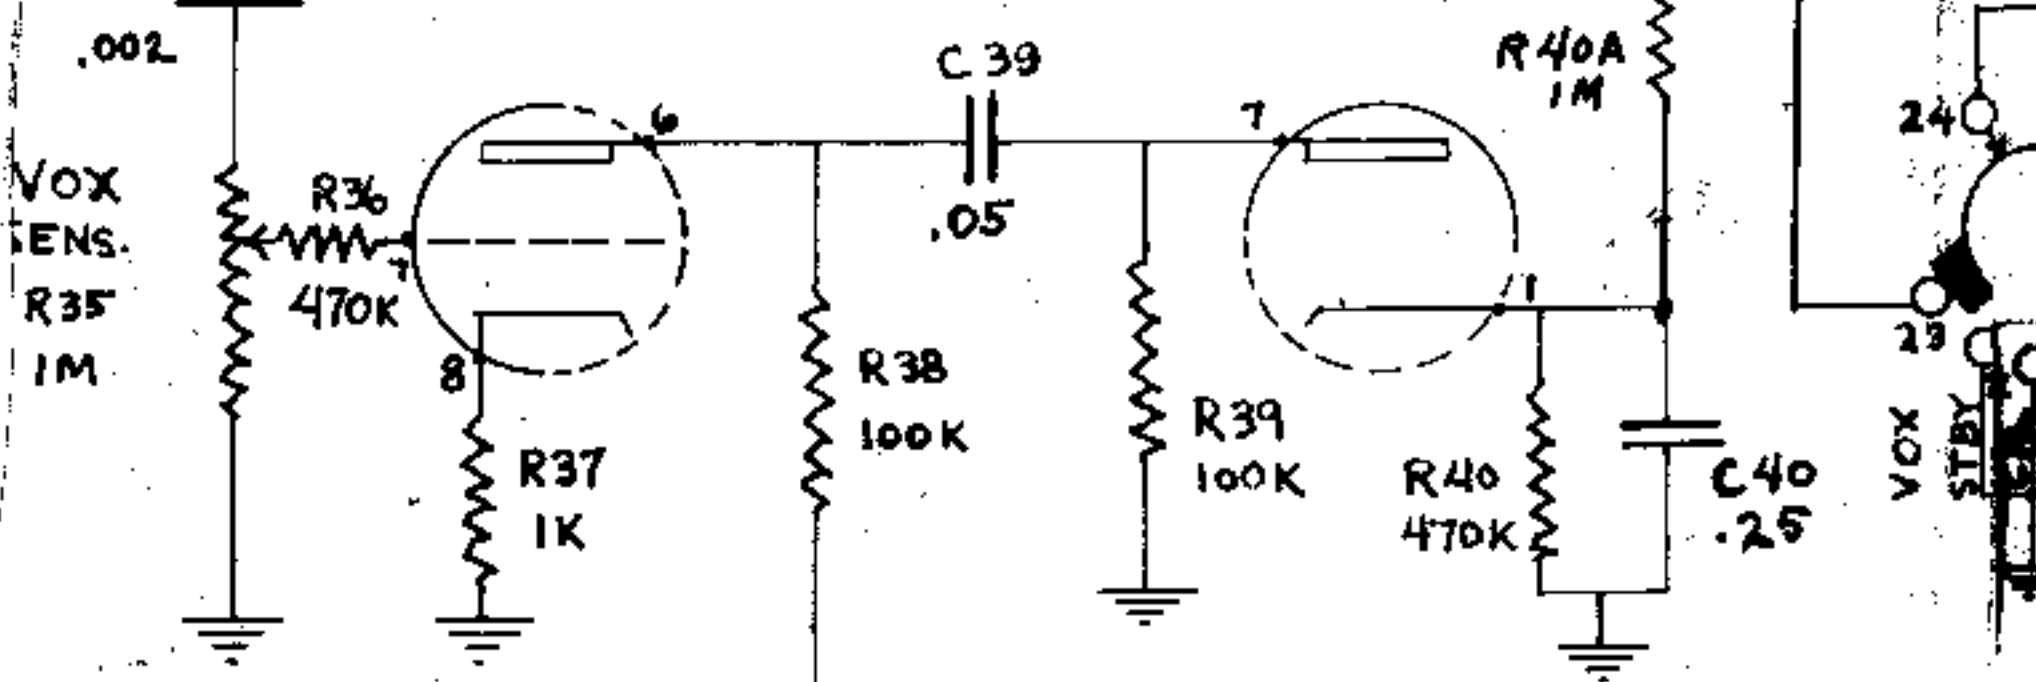 .002
VOX
SENS.
R35
1M
R36
470K
7
6
8
R37
1K
C39
.05
R38
100K
R39
100K
7
1
R40A
1M
R40
470K
C40
.25
24
23
VOX
STBY